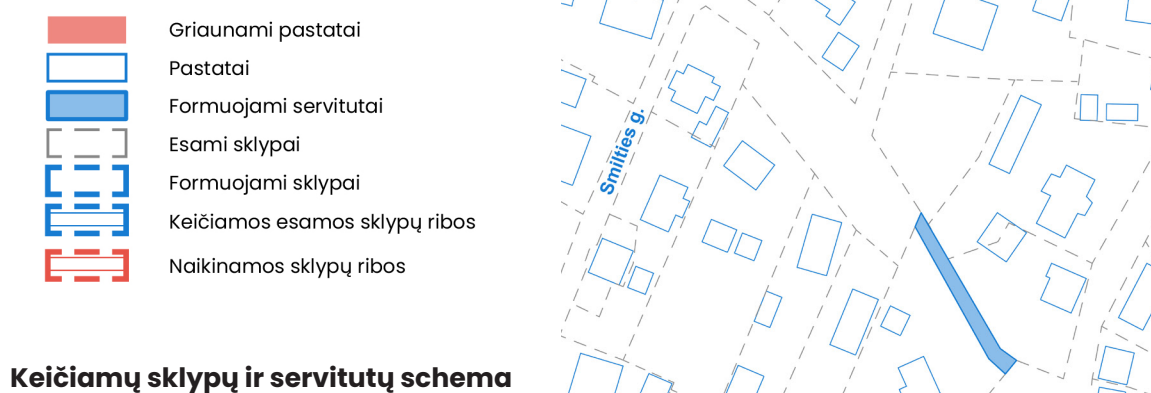 Griaunami pastatai
Pastatai
Formuojami servitutai
Esami sklypai
Formuojami sklypai
Keičiamos esamos sklypų ribos
Naikinamos sklypų ribos
Keičiamų sklypų ir servitutų schema
Smilties g.